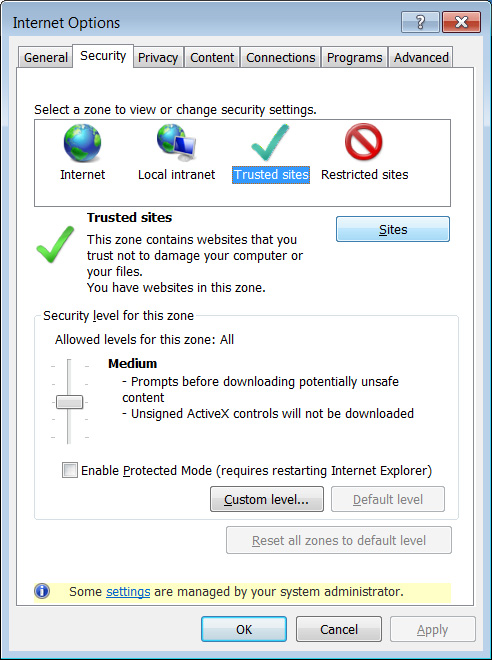 Internet Options
General Security Privacy Content Connections Programs Advanced
Select a zone to view or change security settings.
Internet Local intranet Trusted sites Restricted sites
Trusted sites
Sites
This zone contains websites that you
trust not to damage your computer or
your files.
You have websites in this zone.
Security level for this zone
Allowed levels for this zone: All
Medium
- Prompts before downloading potentially unsafe
content
- Unsigned ActiveX controls will not be downloaded
Enable Protected Mode (requires restarting Internet Explorer)
Custom level... Default level
Reset all zones to default level
Some settings are managed by your system administrator.
OK Cancel Apply